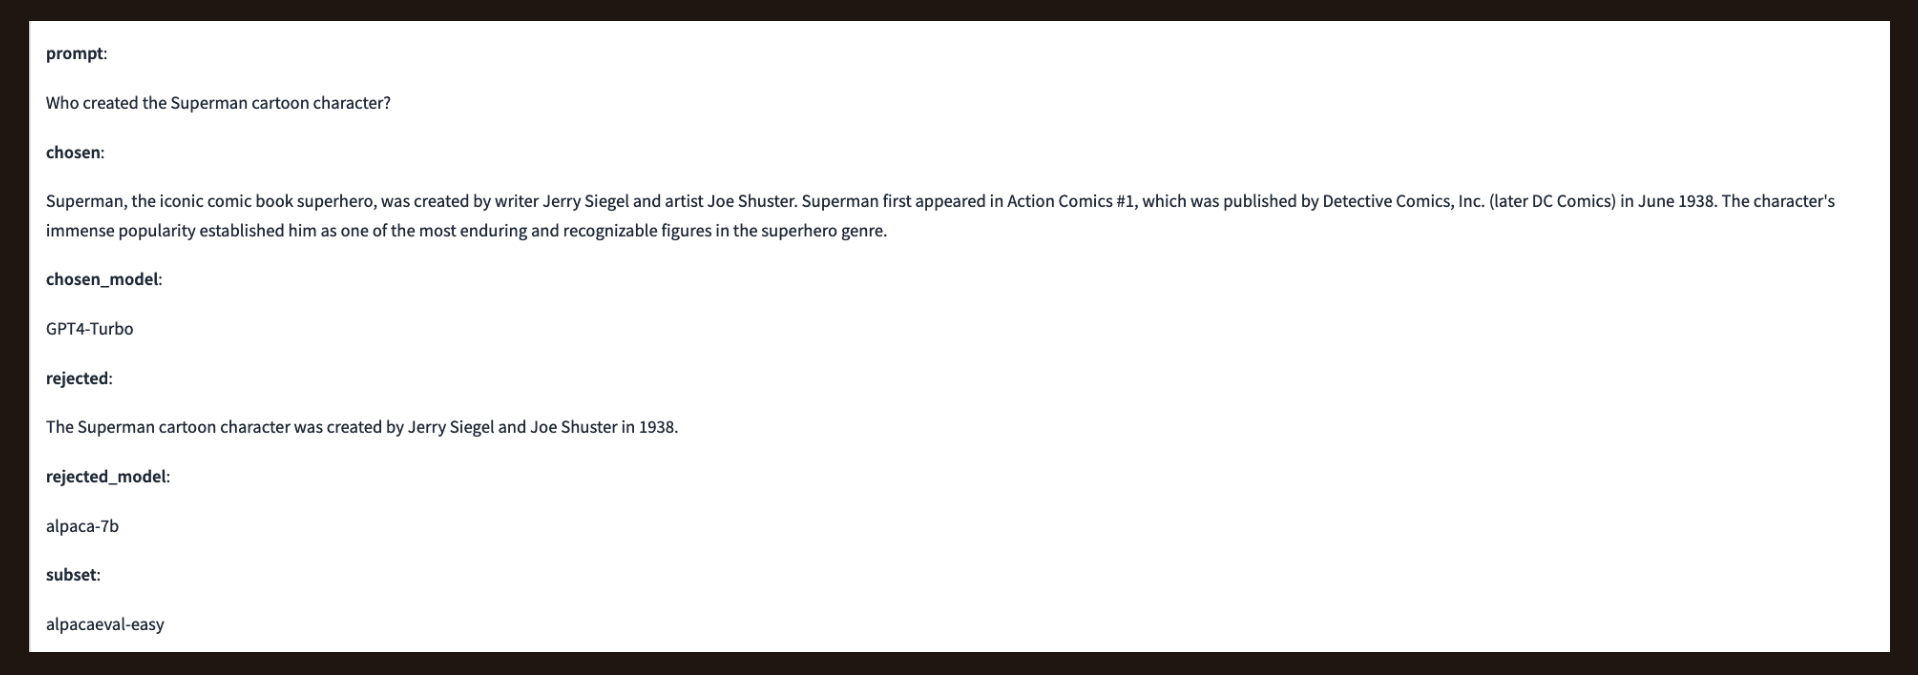 prompt:
Who created the Superman cartoon character?
chosen:
Superman, the iconic comic book superhero, was created by writer Jerry Siegel and artist Joe Shuster. Superman first appeared in Action Comics #1, which was published by Detective Comics, Inc. (later DC Comics) in June 1938. The character's
immense popularity established him as one of the most enduring and recognizable figures in the superhero genre.
chosen_model:
GPT4-Turbo
rejected:
The Superman cartoon character was created by Jerry Siegel and Joe Shuster in 1938.
rejected_model:
alpaca-7b
subset:
alpacaeval-easy